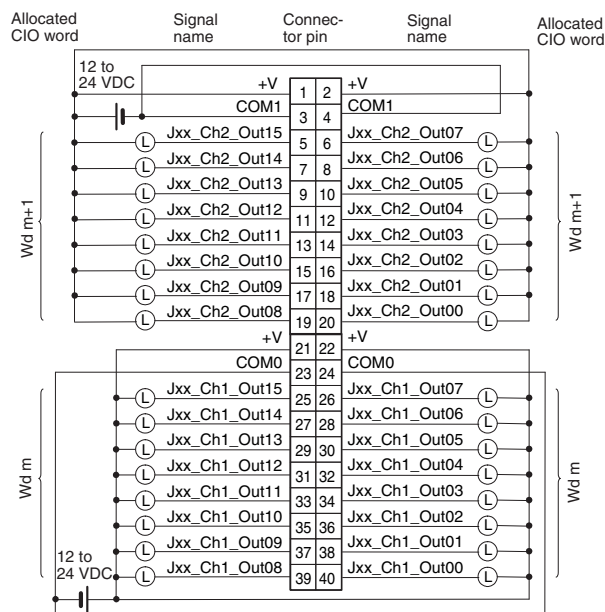 Allocated CIO word Signal name Connec-tor pin Signal name Allocated CIO word
12 to 24 VDC
+V 1 2 +V
COM1 3 4 COM1
L Jxx_Ch2_Out15 5 6 Jxx_Ch2_Out07 L
L Jxx_Ch2_Out14 7 8 Jxx_Ch2_Out06 L
L Jxx_Ch2_Out13 9 10 Jxx_Ch2_Out05 L
L Jxx_Ch2_Out12 11 12 Jxx_Ch2_Out04 L
Wd m+1 L Jxx_Ch2_Out11 13 14 Jxx_Ch2_Out03 L Wd m+1
L Jxx_Ch2_Out10 15 16 Jxx_Ch2_Out02 L
L Jxx_Ch2_Out09 17 18 Jxx_Ch2_Out01 L
L Jxx_Ch2_Out08 19 20 Jxx_Ch2_Out00 L
+V 21 22 +V
COM0 23 24 COM0
L Jxx_Ch1_Out15 25 26 Jxx_Ch1_Out07 L
L Jxx_Ch1_Out14 27 28 Jxx_Ch1_Out06 L
L Jxx_Ch1_Out13 29 30 Jxx_Ch1_Out05 L
L Jxx_Ch1_Out12 31 32 Jxx_Ch1_Out04 L
Wd m L Jxx_Ch1_Out11 33 34 Jxx_Ch1_Out03 L Wd m
L Jxx_Ch1_Out10 35 36 Jxx_Ch1_Out02 L
L Jxx_Ch1_Out09 37 38 Jxx_Ch1_Out01 L
L Jxx_Ch1_Out08 39 40 Jxx_Ch1_Out00 L
12 to 24 VDC